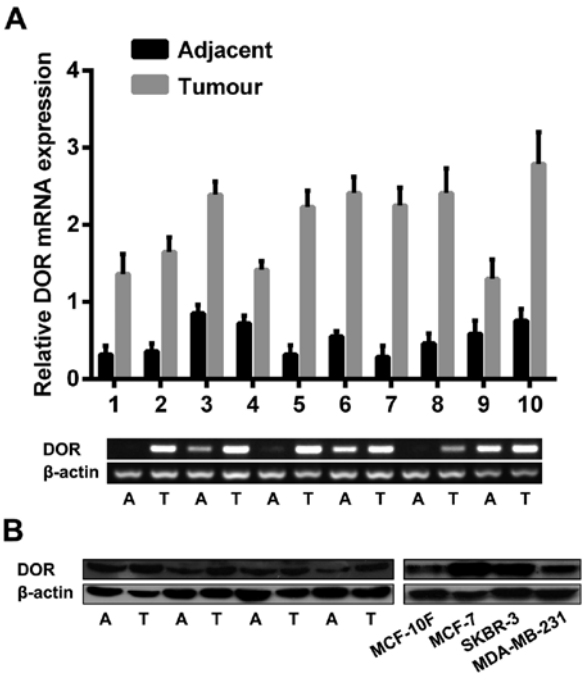 A
Adjacent
Tumour
Relative DOR mRNA expression
4
3
2
1
0
1 2 3 4 5 6 7 8 9 10
DOR
β-actin
A T A T A T A T A T A T
B
DOR
β-actin
A T A T A T A T
MCF-10F MCF-7 SKBR-3 MDA-MB-231